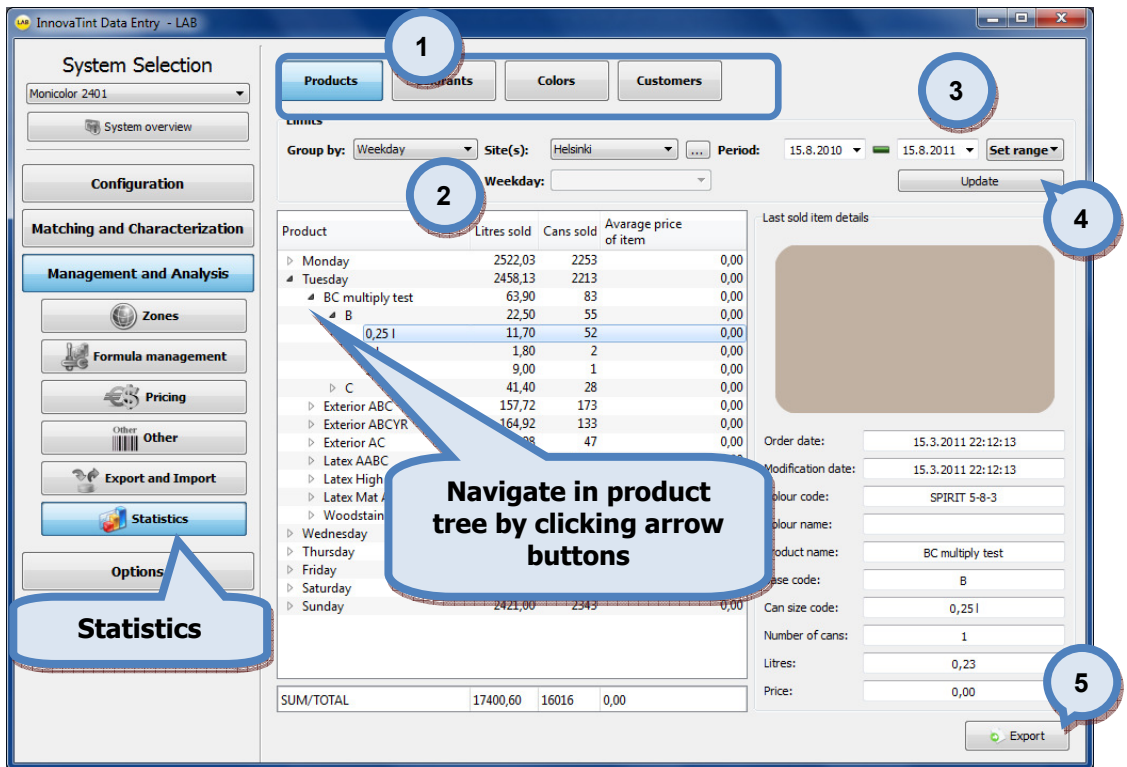 InnovaTint Data Entry - LAB
System Selection
Monicolor 2401
System overview
Configuration
Matching and Characterization
Management and Analysis
Zones
Formula management
Pricing
Other
Other
Export and Import
Statistics
Options
Statistics
1
Products
Colors
Customers
3
Limits
Group by: Weekday Site(s): Helsinki ... Period: 15.8.2010 15.8.2011 Set range
Weekday:
Update
2
4
Product Litres sold Cans sold Avarage price of item
Monday 2522,03 2253 0,00
Tuesday 2458,13 2213 0,00
BC multiply test 63,90 83 0,00
B 22,50 55 0,00
0,25 l 11,70 52 0,00
1,80 2 0,00
9,00 1 0,00
C 41,40 28 0,00
Exterior ABC 157,72 173 0,00
Exterior ABCYR 164,92 133 0,00
Exterior AC 47 0,00
Latex AABC
Latex High
Latex Mat
Woodstain
Wednesday
Thursday
Friday
Saturday
Sunday 2421,00 2343 0,00
Navigate in product
tree by clicking arrow
buttons
SUM/TOTAL 17400,60 16016 0,00
Last sold item details
Order date: 15.3.2011 22:12:13
Modification date: 15.3.2011 22:12:13
code: SPIRIT 5-8-3
name:
name: BC multiply test
code: B
Can size code: 0,25 l
Number of cans: 1
Litres: 0,23
Price: 0,00
5
Export